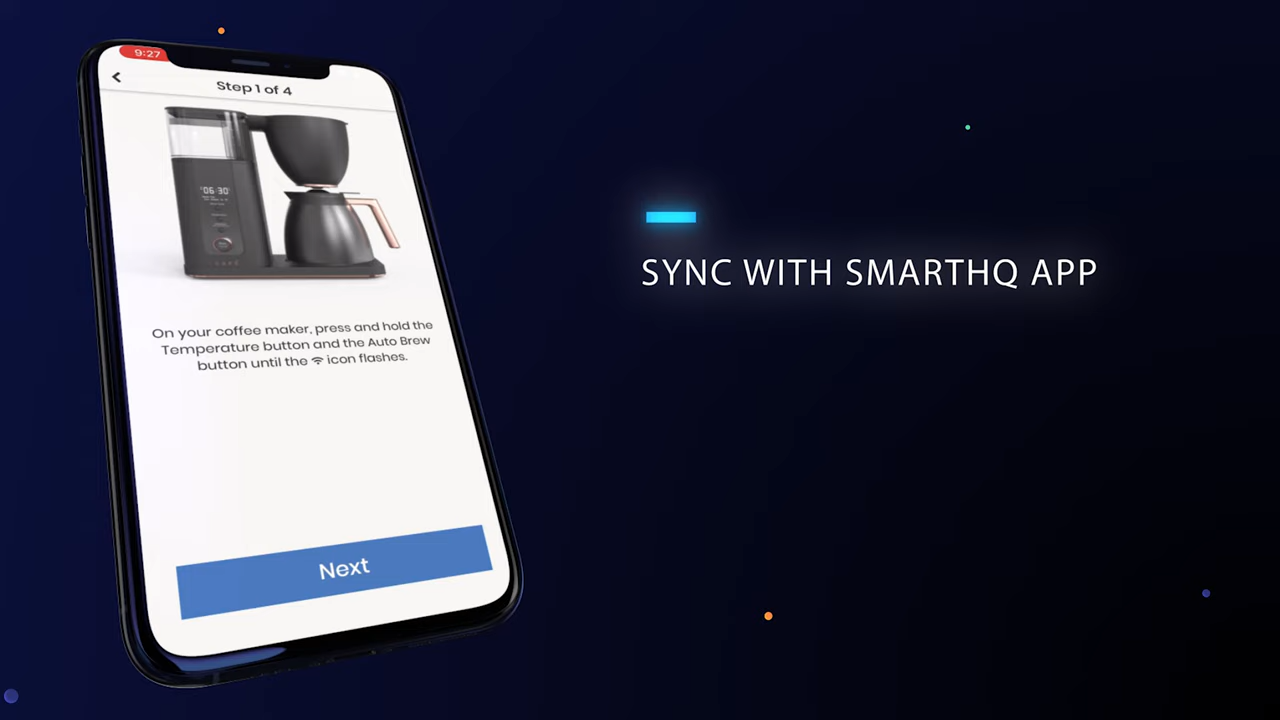 9:27
Step 1 of 4
06:30
On your coffee maker, press and hold the
Temperature button and the Auto Brew
button until the icon flashes.
Next
SYNC WITH SMARTHQ APP